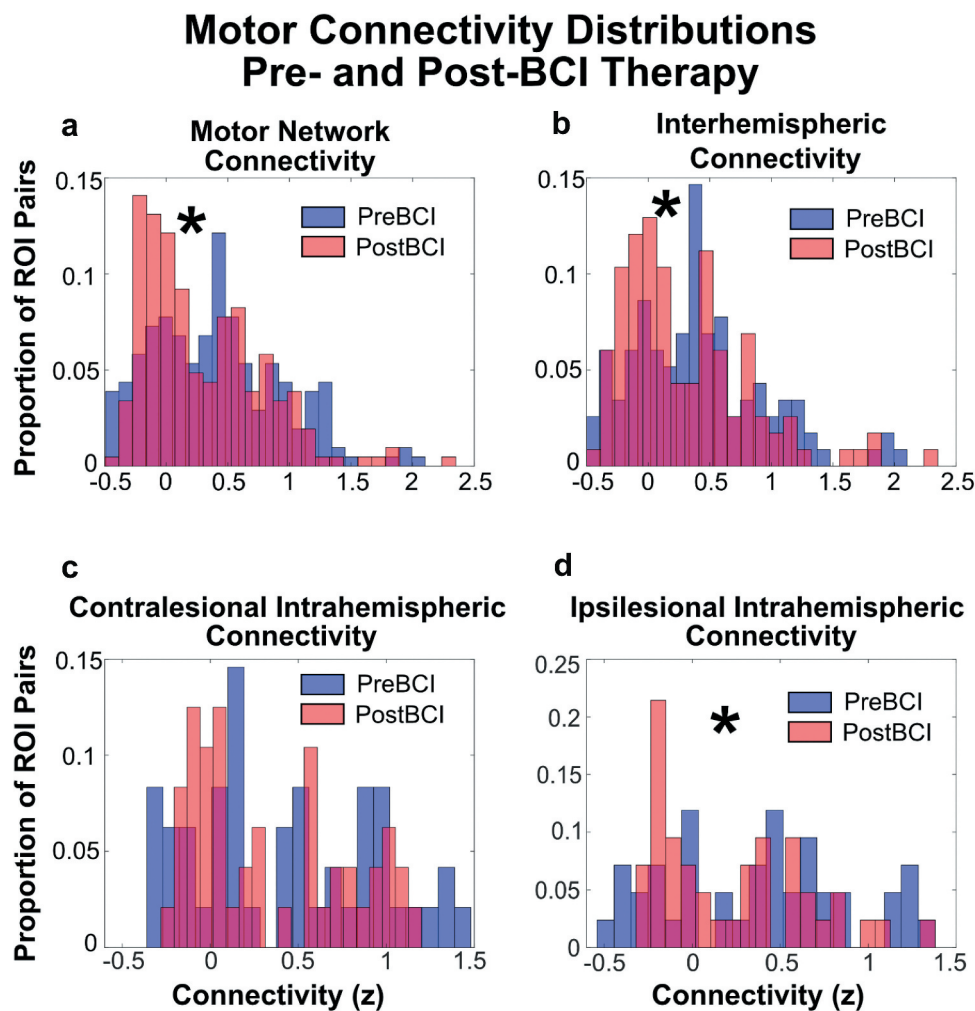 Motor Connectivity Distributions
Pre- and Post-BCI Therapy
a
Motor Network
Connectivity
Proportion of ROI Pairs
0.15
0.1
0.05
0
-0.5
0
0.5
1
1.5
2
2.5
*
PreBCI
PostBCI
b
Interhemispheric
Connectivity
0.15
0.1
0.05
0
-0.5
0
0.5
1
1.5
2
2.5
*
PreBCI
PostBCI
c
Contralesional Intrahemispheric
Connectivity
Proportion of ROI Pairs
0.15
0.1
0.05
0
-0.5
0
0.5
1
1.5
PreBCI
PostBCI
Connectivity (z)
d
Ipsilesional Intrahemispheric
Connectivity
0.25
0.2
0.15
0.1
0.05
0
-0.5
0
0.5
1
1.5
*
PreBCI
PostBCI
Connectivity (z)